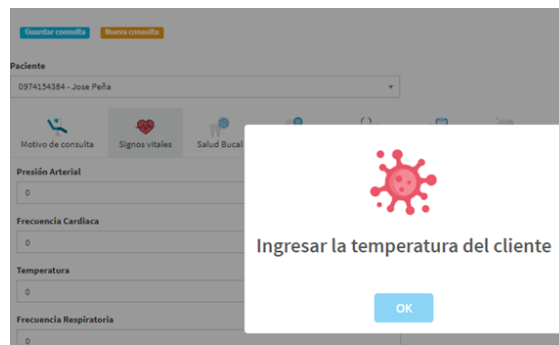 Guardar consulta Nueva consulta
Paciente
0974154384 - Jose Peña
Motivo de consulta Signos vitales Salud Bucal
Presión Arterial
0
Frecuencia Cardiaca
0
Ingresar la temperatura del cliente
Temperatura
0
OK
Frecuencia Respiratoria
0